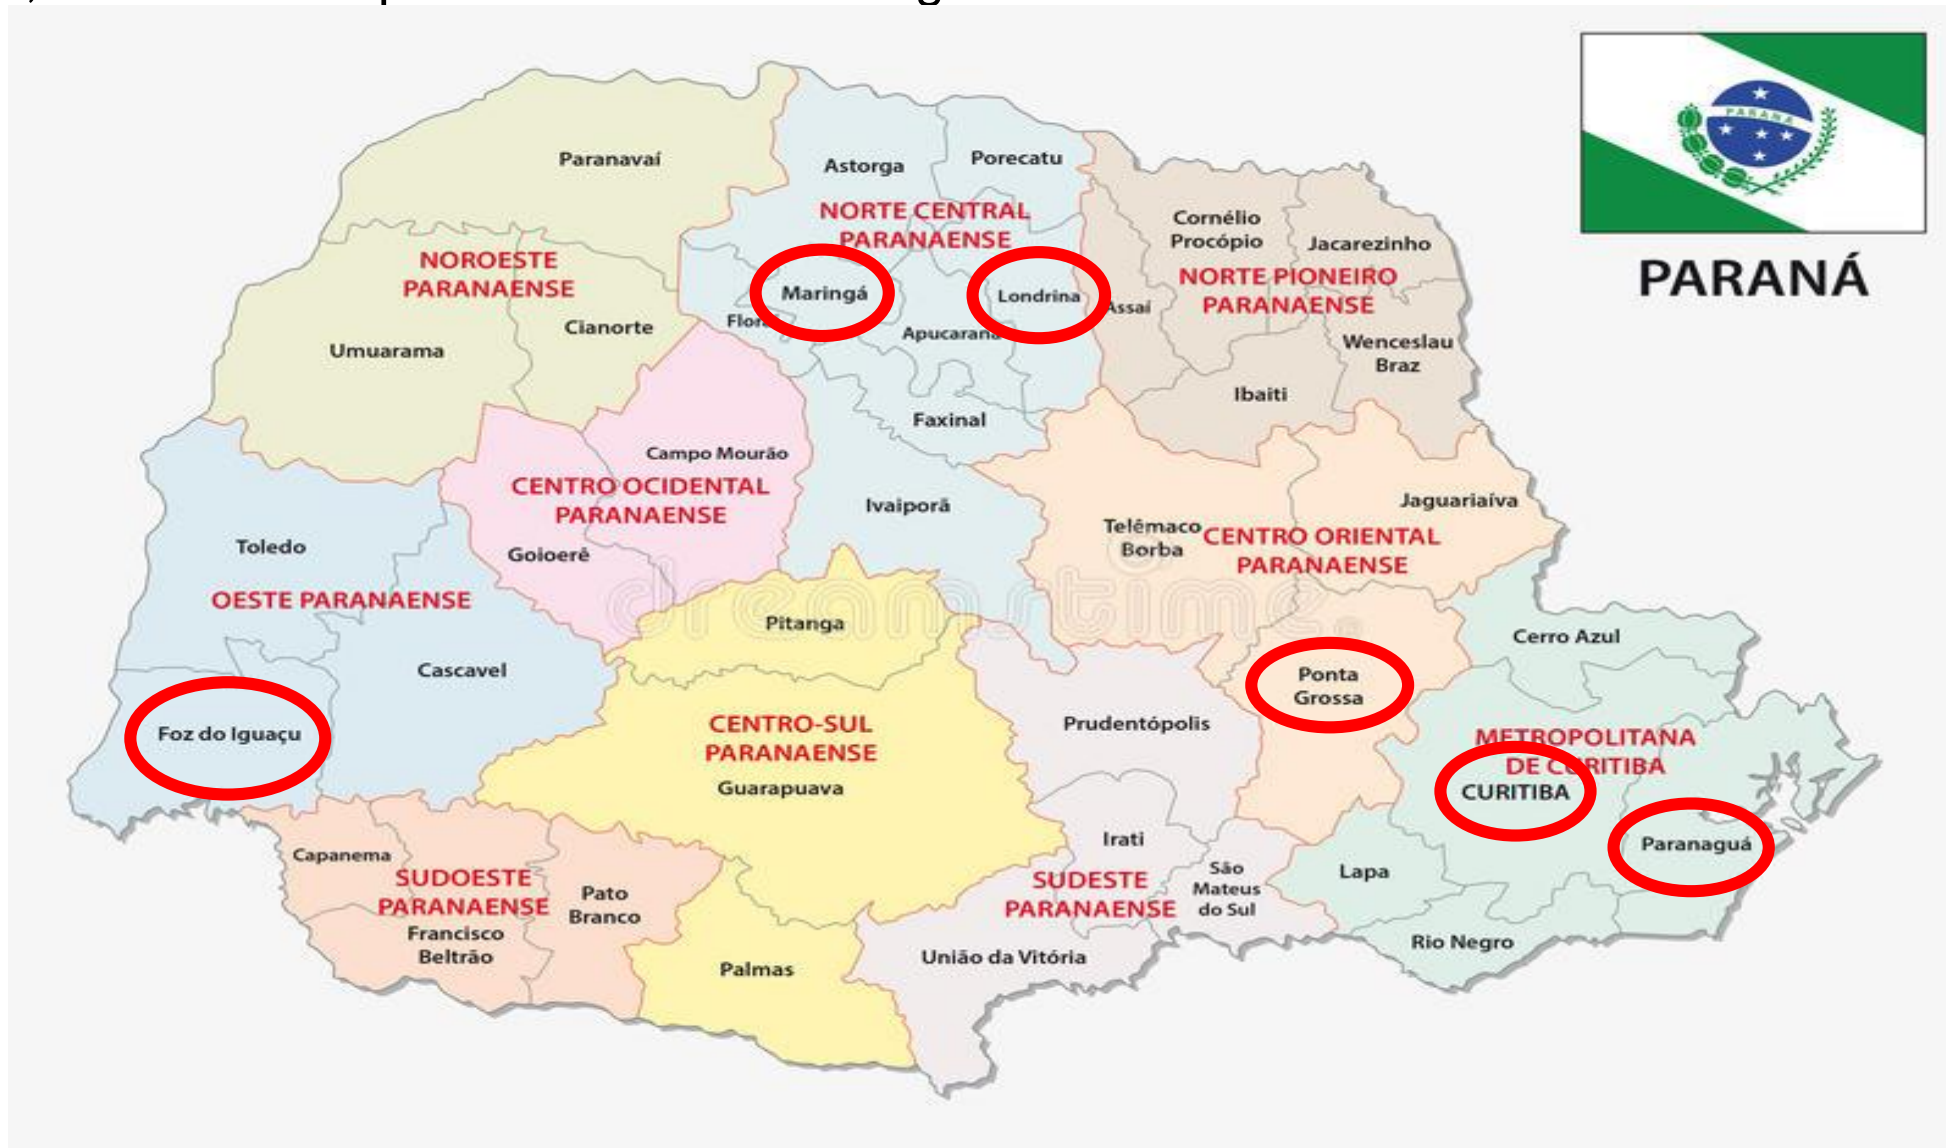 PARANÁ
PARANÁ
Paranavaí
Astorga
Porecatu
NORTE CENTRAL
PARANAENSE
Cornélio
Procópio
Jacarezinho
NOROESTE
PARANAENSE
NORTE PIONEIRO
PARANAENSE
Maringá
Londrina
Assaí
Cianorte
Apucarana
Umuarama
Wenceslau
Braz
Ibaiti
Faxinal
Campo Mourão
CENTRO OCIDENTAL
PARANAENSE
Ivaiporã
Jaguariaíva
Telêmaco
Borba
CENTRO ORIENTAL
PARANAENSE
Toledo
Goioerê
OESTE PARANAENSE
dreamstime
Pitanga
Cerro Azul
Cascavel
Ponta
Grossa
Foz do Iguaçu
CENTRO-SUL
PARANAENSE
Guarapuava
Prudentópolis
METROPOLITANA
DE CURITIBA
CURITIBA
Irati
Paranaguá
Capanema
SUDOESTE
PARANAENSE
Pato
Branco
Francisco
Beltrão
SUDESTE
PARANAENSE
São
Mateus
do Sul
Lapa
União da Vitória
Rio Negro
Palmas